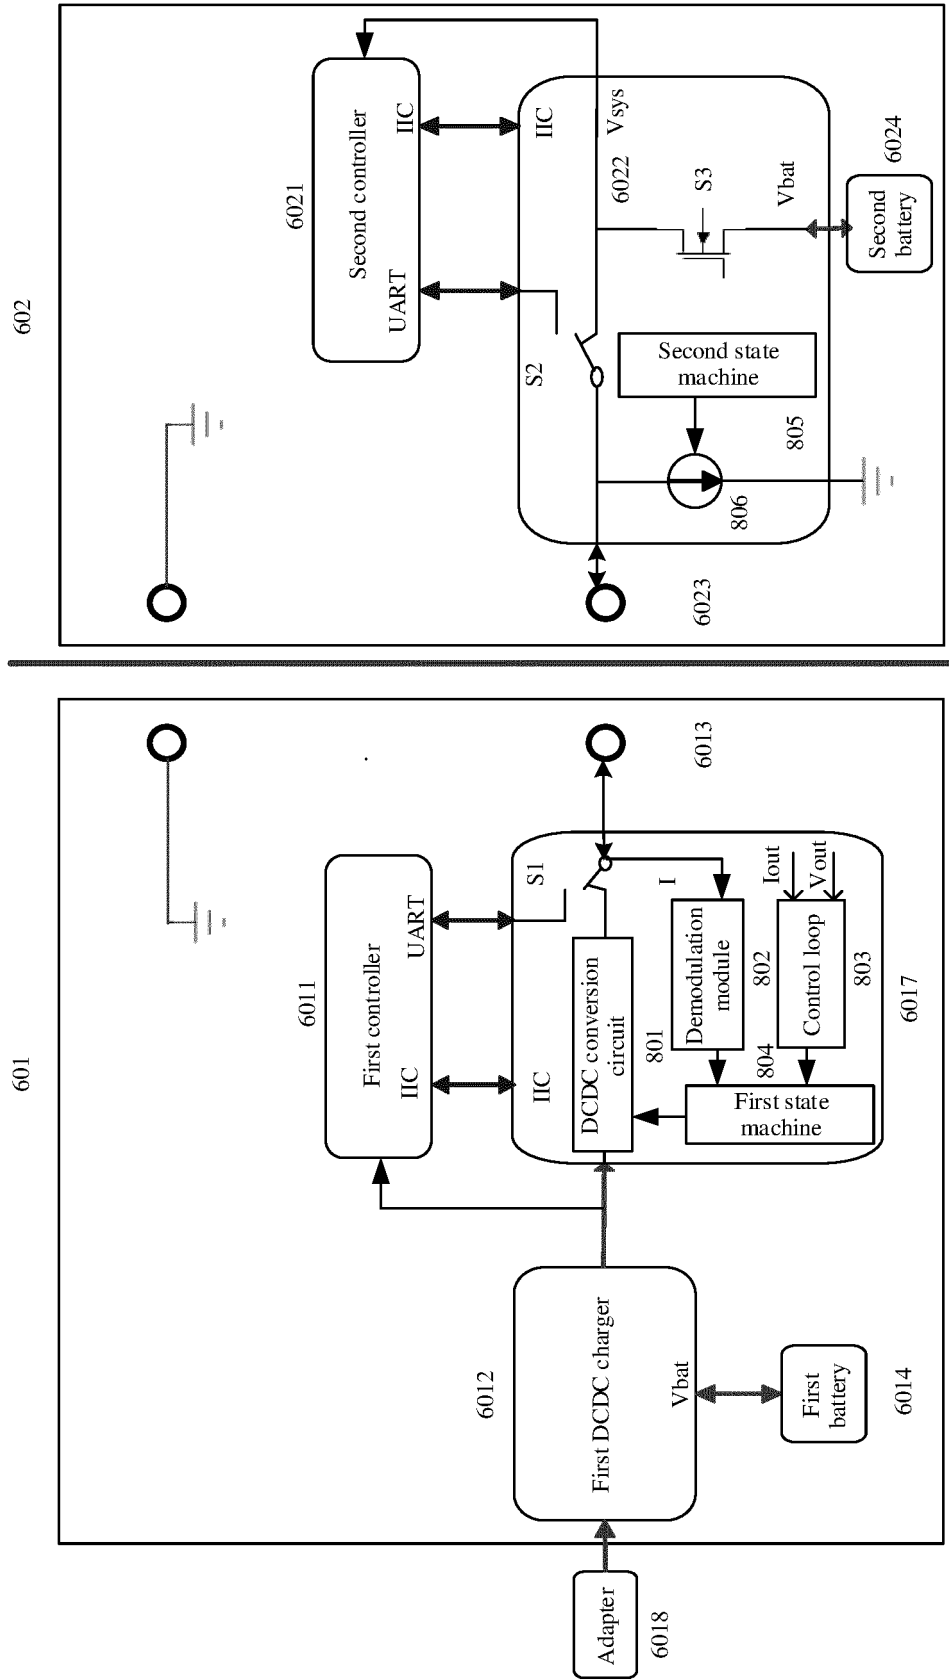 601
602
6011
First controller
IIC
UART
6021
Second controller
UART
IIC
6012
First DCDC charger
Vbat
IIC
S1
DCDC conversion
circuit
801
I
Demodulation
module
802
Iout
Vout
Control loop
803
804
First state
machine
6017
6013
S2
IIC
Vsys
6022
S3
Vbat
Second state
machine
805
806
6023
Second
battery
6024
Adapter
6018
First
battery
6014